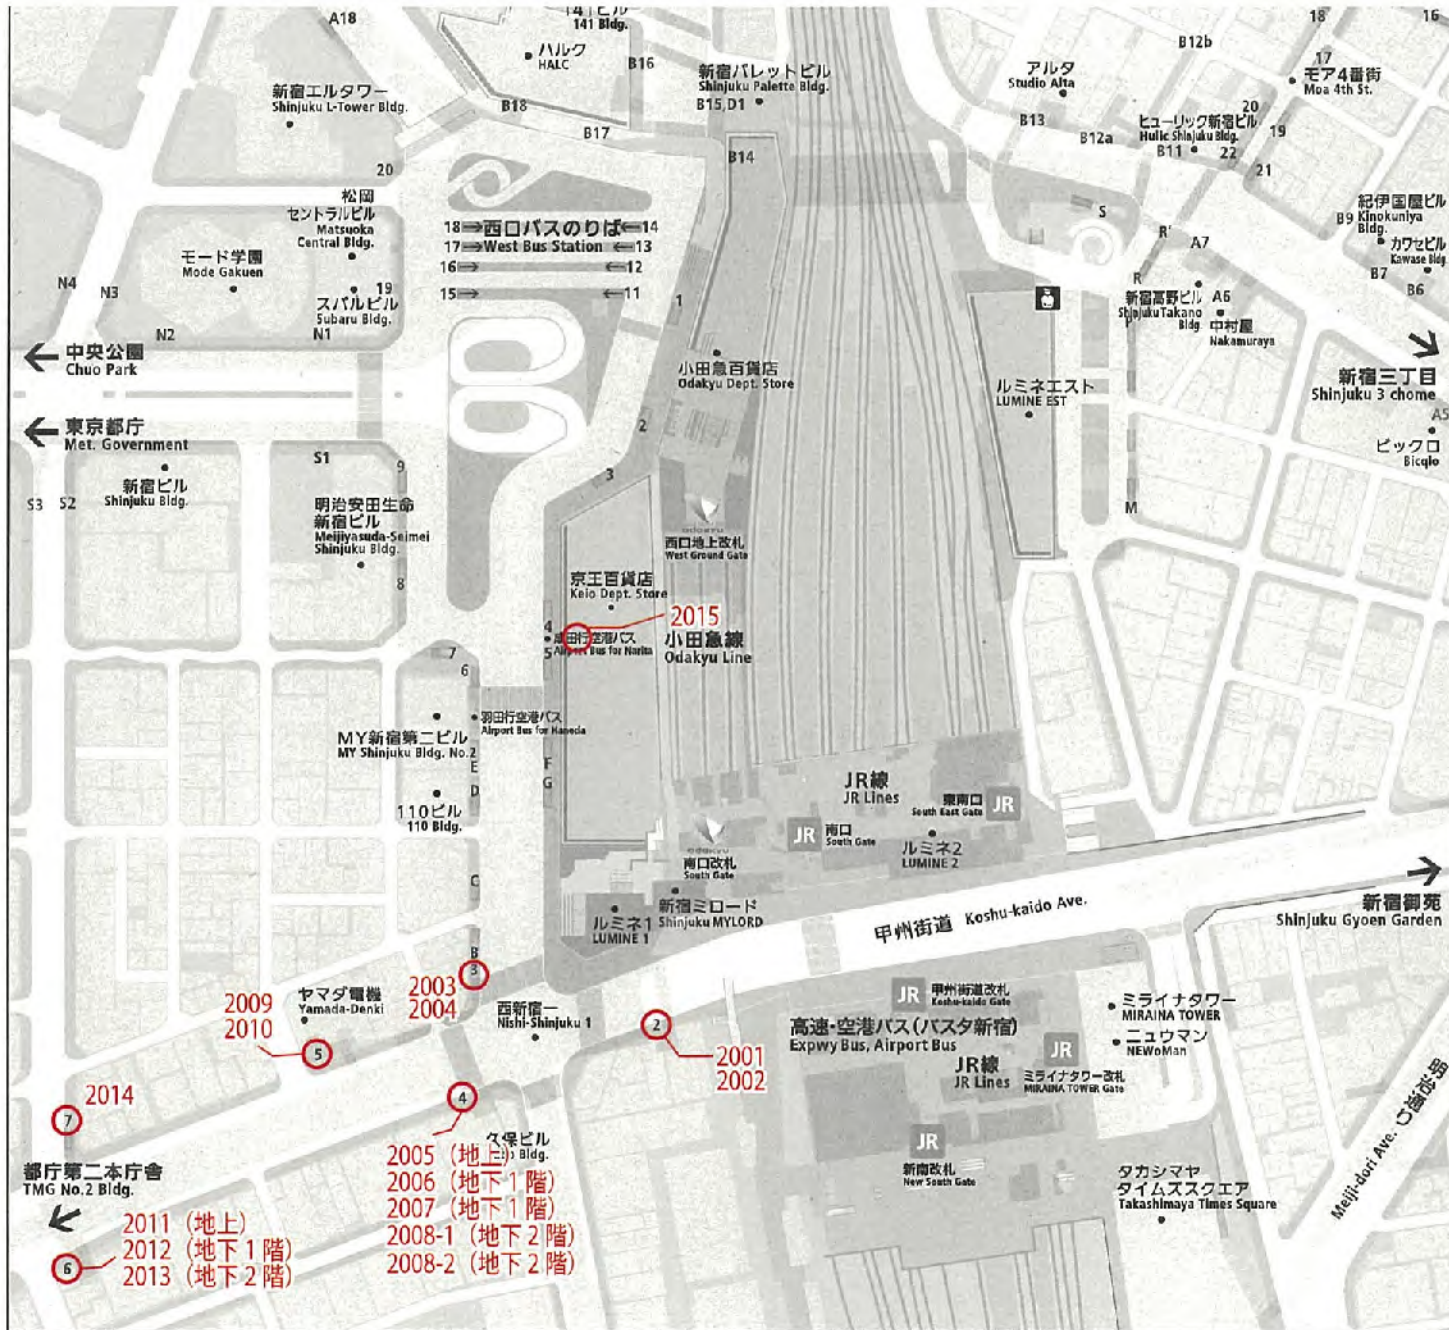 A18
141ビル
141 Bldg.
ハルク
HALC
B16
新宿エルタワー
Shinjuku L-Tower Bldg.
B18
B17
新宿パレットビル
Shinjuku Palette Bldg.
B15,D1
B14
アルタ
Studio Alta
B13
B12a
B12b
18
16
17
モア4番街
Moa 4th St.
20
19
ヒューリック新宿ビル
Hulic Shinjuku Bldg.
B11
22
21
20
松岡
セントラルビル
Matsuoka
Central Bldg.
モード学園
Mode Gakuen
19
スバルビル
Subaru Bldg.
N4
N3
N2
N1
18 西口バスのりば 14
17 West Bus Station 13
16 12
15 11
1
S
R'
A7
R
紀伊国屋ビル
B9 Kinokuniya
Bldg.
カワセビル
Kawase Bldg.
B7
B6
新宿高野ビル
Shinjuku Takano
Bldg.
A6
中村屋
Nakamuraya
P
中央公園
Chuo Park
小田急百貨店
Odakyu Dept. Store
ルミネエスト
LUMINE EST
新宿三丁目
Shinjuku 3 chome
東京都庁
Met. Government
2
A5
ビックロ
Bicqlo
S1
9
3
新宿ビル
Shinjuku Bldg.
S3
S2
明治安田生命
新宿ビル
Meijiyasuda-Seimei
Shinjuku Bldg.
8
M
odakyu
西口地上改札
West Ground Gate
京王百貨店
Keio Dept. Store
2015
4
成田行空港バス
Airport Bus for Narita
5
小田急線
Odakyu Line
7
6
羽田行空港バス
Airport Bus for Haneda
MY新宿第二ビル
MY Shinjuku Bldg. No.2
E
D
F
G
110ビル
110 Bldg.
JR線
JR Lines
東南口
South East Gate
JR
JR
南口
South Gate
ルミネ2
LUMINE 2
odakyu
南口改札
South Gate
新宿ミロード
Shinjuku MYLORD
ルミネ1
LUMINE 1
甲州街道 Koshu-kaido Ave.
新宿御苑
Shinjuku Gyoen Garden
B
3
2003
2004
2009
2010
ヤマダ電機
Yamada-Denki
5
西新宿一
Nishi-Shinjuku 1
2
2001
2002
JR
甲州街道改札
Koshu-kaido Gate
高速・空港バス(バスタ新宿)
Expwy Bus, Airport Bus
JR線
JR Lines
JR
ミライナタワー改札
MIRAINA TOWER Gate
ミライナタワー
MIRAINA TOWER
ニュウマン
NEWoMan
明治通り
Meiji-dori Ave.
JR
新南改札
New South Gate
タカシマヤ
タイムズスクエア
Takashimaya Times Square
2014
7
4
久保ビル
Bldg.
2005(地上)
2006(地下1階)
2007(地下1階)
2008-1(地下2階)
2008-2(地下2階)
都庁第二本庁舎
TMG No.2 Bldg.
6
2011(地上)
2012(地下1階)
2013(地下2階)